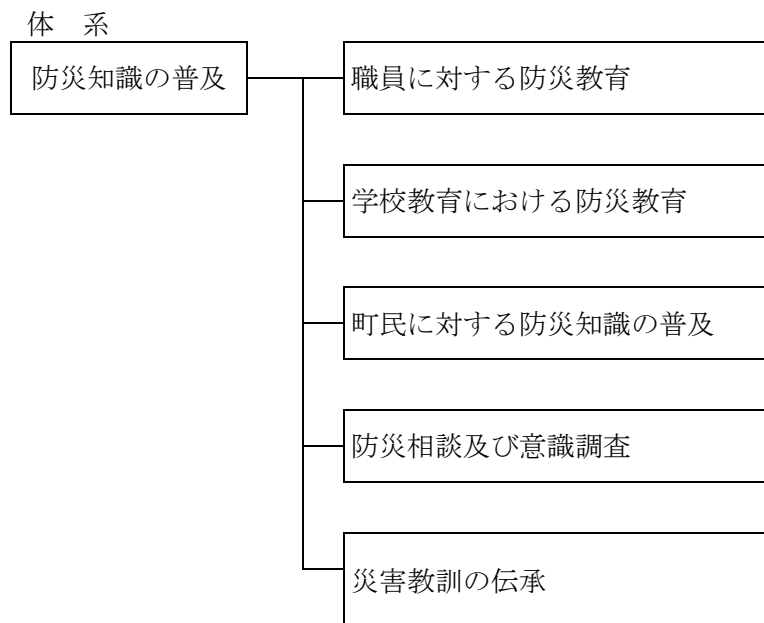 体　系
防災知識の普及
職員に対する防災教育
学校教育における防災教育
町民に対する防災知識の普及
防災相談及び意識調査
災害教訓の伝承